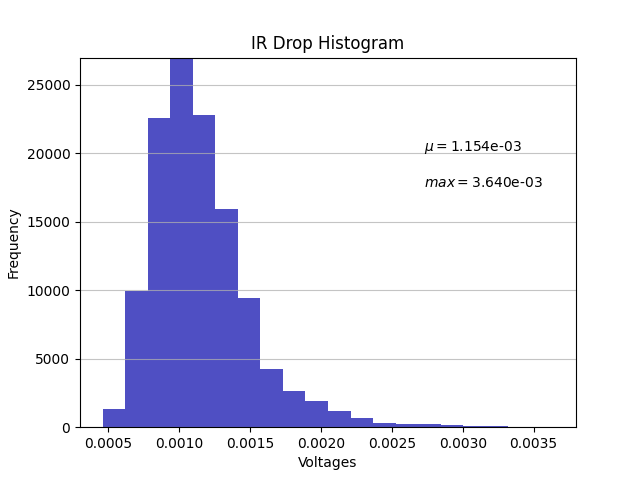 IR Drop Histogram
25000
20000
15000
10000
5000
0
Frequency
μ = 1.154e-03
max = 3.640e-03
0.0005 0.0010 0.0015 0.0020 0.0025 0.0030 0.0035
Voltages